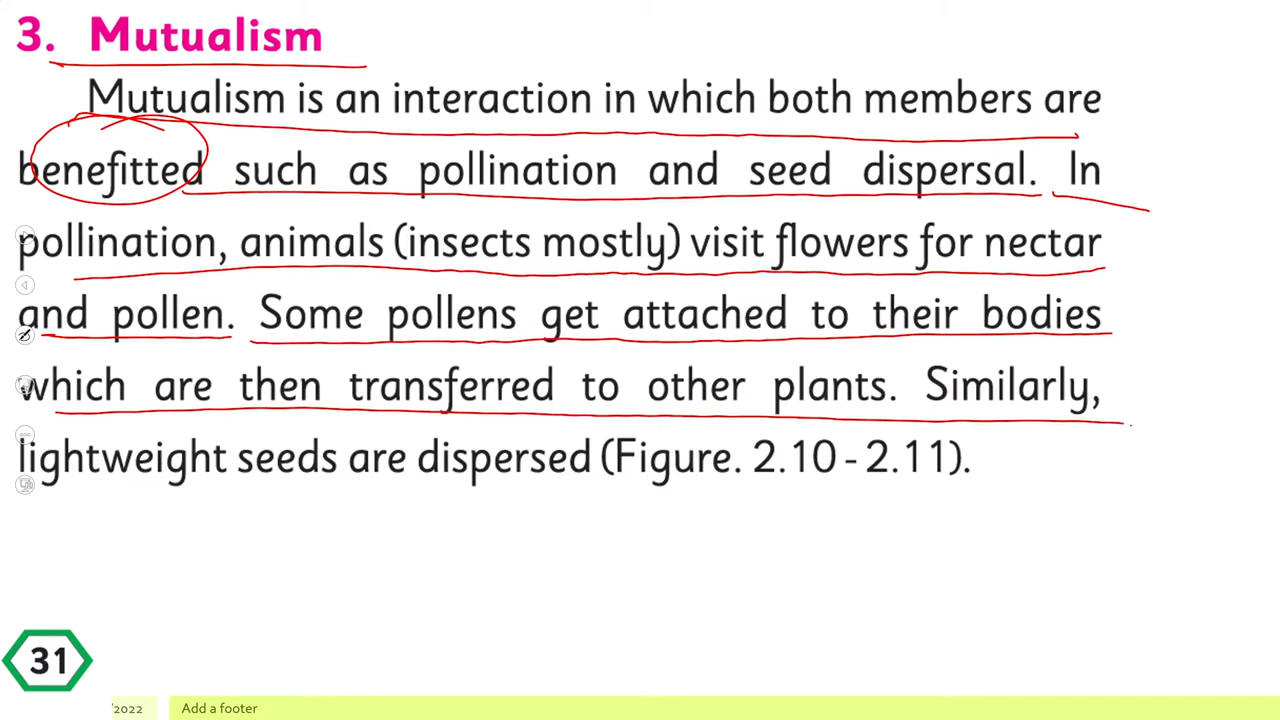 3. Mutualism
Mutualism is an interaction in which both members are
benefitted such as pollination and seed dispersal. In
pollination, animals (insects mostly) visit flowers for nectar
and pollen. Some pollens get attached to their bodies
which are then transferred to other plants. Similarly,
lightweight seeds are dispersed (Figure. 2.10 - 2.11).
31
/2022 Add a footer